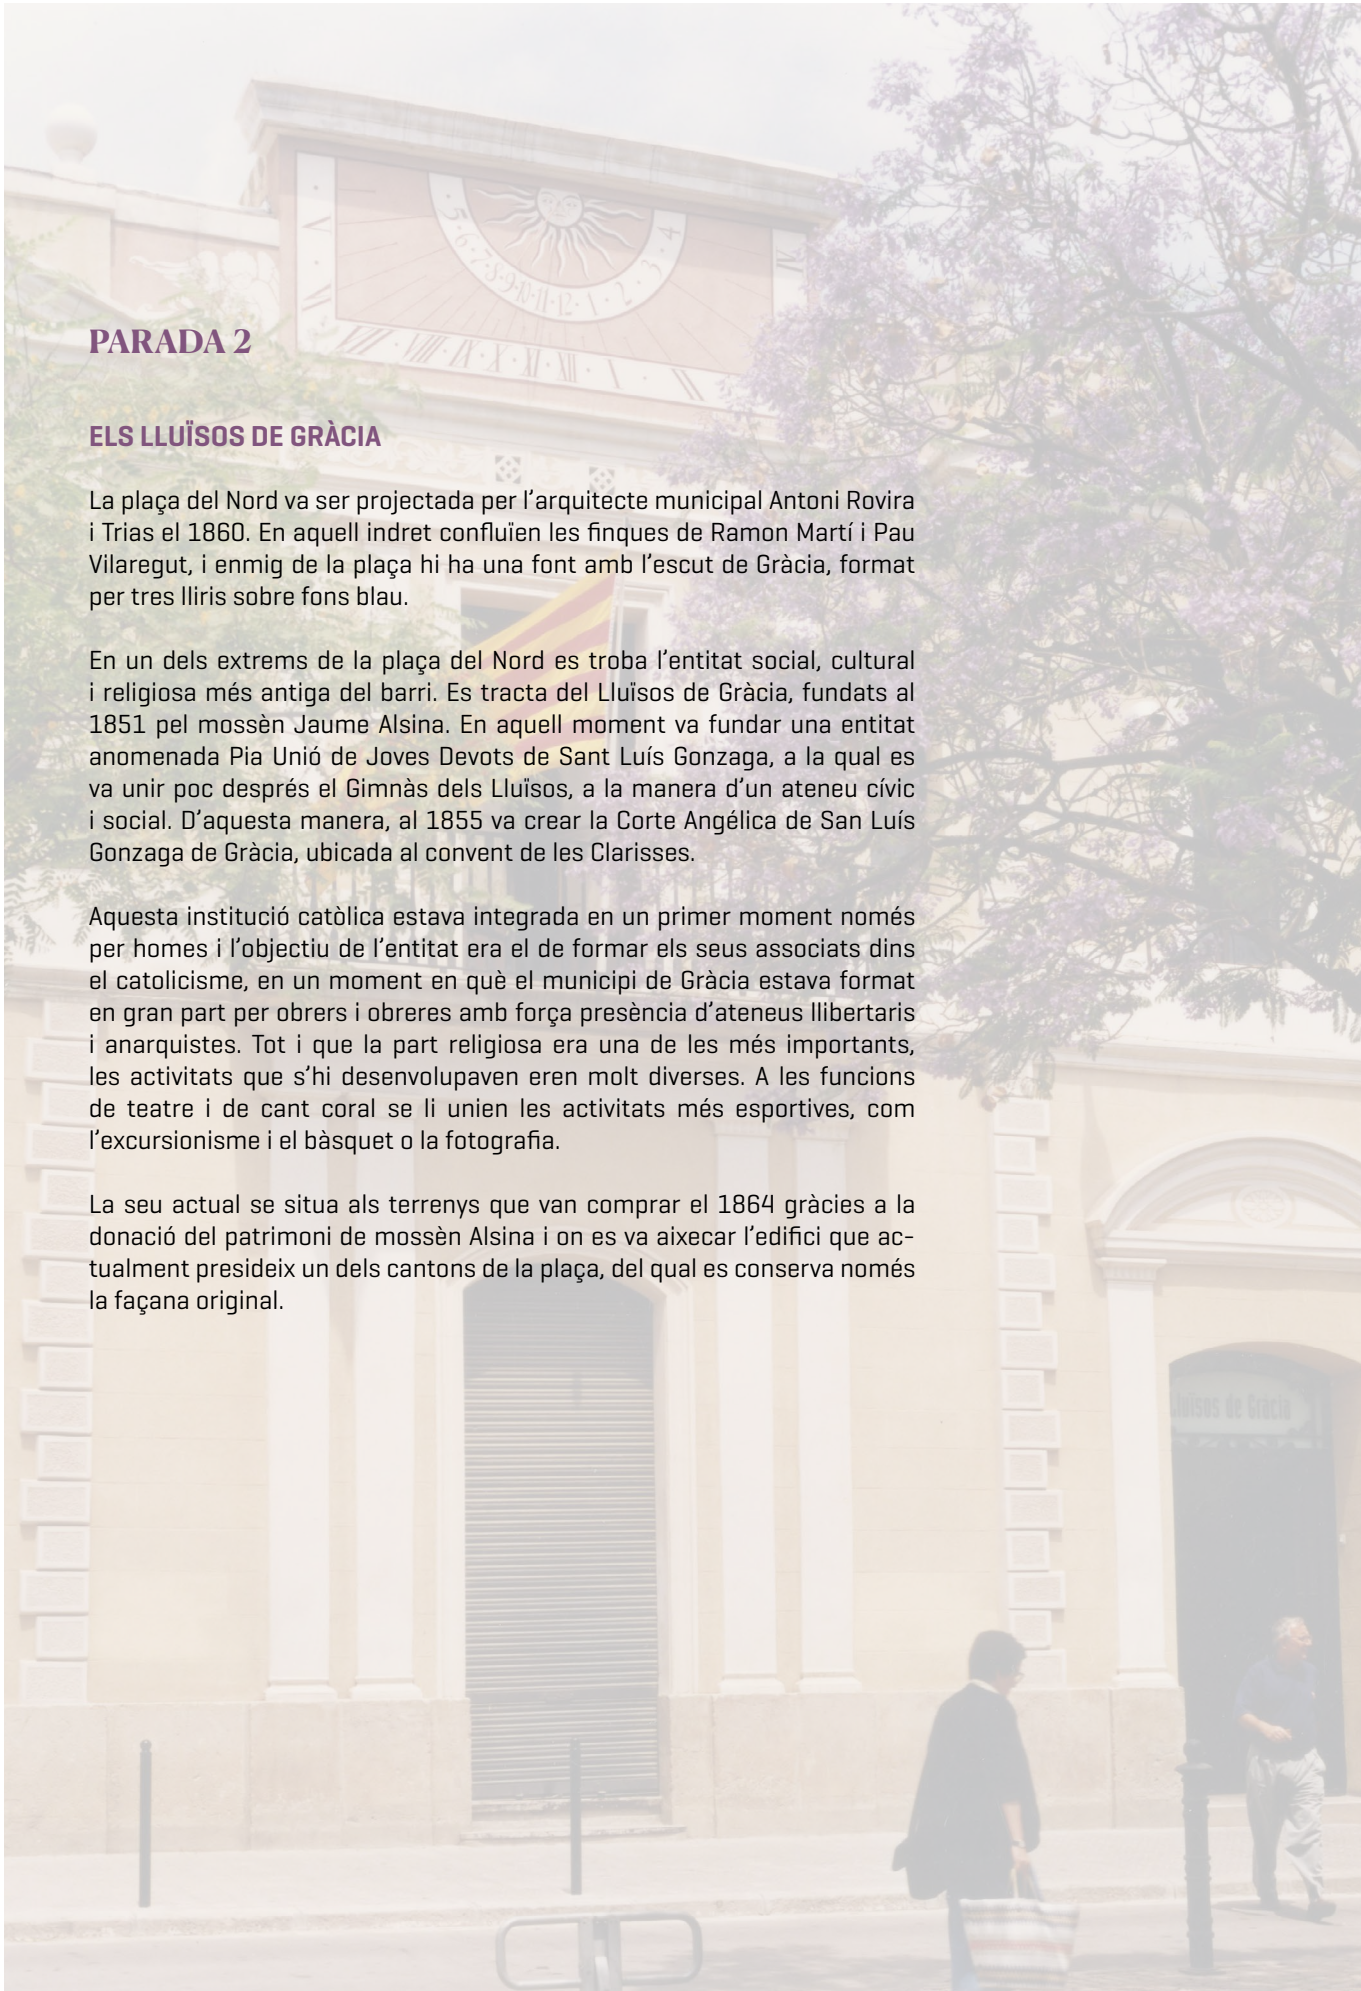 PARADA 2
ELS LLUÏSOS DE GRÀCIA
La plaça del Nord va ser projectada per l'arquitecte municipal Antoni Rovira
i Trias el 1860. En aquell indret confluïen les finques de Ramon Martí i Pau
Vilaregut, i enmig de la plaça hi ha una font amb l'escut de Gràcia, format
per tres lliris sobre fons blau.
En un dels extrems de la plaça del Nord es troba l'entitat social, cultural
i religiosa més antiga del barri. Es tracta del Lluïsos de Gràcia, fundats al
1851 pel mossèn Jaume Alsina. En aquell moment va fundar una entitat
anomenada Pia Unió de Joves Devots de Sant Luís Gonzaga, a la qual es
va unir poc després el Gimnàs dels Lluïsos, a la manera d'un ateneu cívic
i social. D'aquesta manera, al 1855 va crear la Corte Angélica de San Luís
Gonzaga de Gràcia, ubicada al convent de les Clarisses.
Aquesta institució catòlica estava integrada en un primer moment només
per homes i l'objectiu de l'entitat era el de formar els seus associats dins
el catolicisme, en un moment en què el municipi de Gràcia estava format
en gran part per obrers i obreres amb força presència d'ateneus llibertaris
i anarquistes. Tot i que la part religiosa era una de les més importants,
les activitats que s'hi desenvolupaven eren molt diverses. A les funcions
de teatre i de cant coral se li unien les activitats més esportives, com
l'excursionisme i el bàsquet o la fotografia.
La seu actual se situa als terrenys que van comprar el 1864 gràcies a la
donació del patrimoni de mossèn Alsina i on es va aixecar l'edifici que ac-
tualment presideix un dels cantons de la plaça, del qual es conserva només
la façana original.
Lluïsos de Gràcia